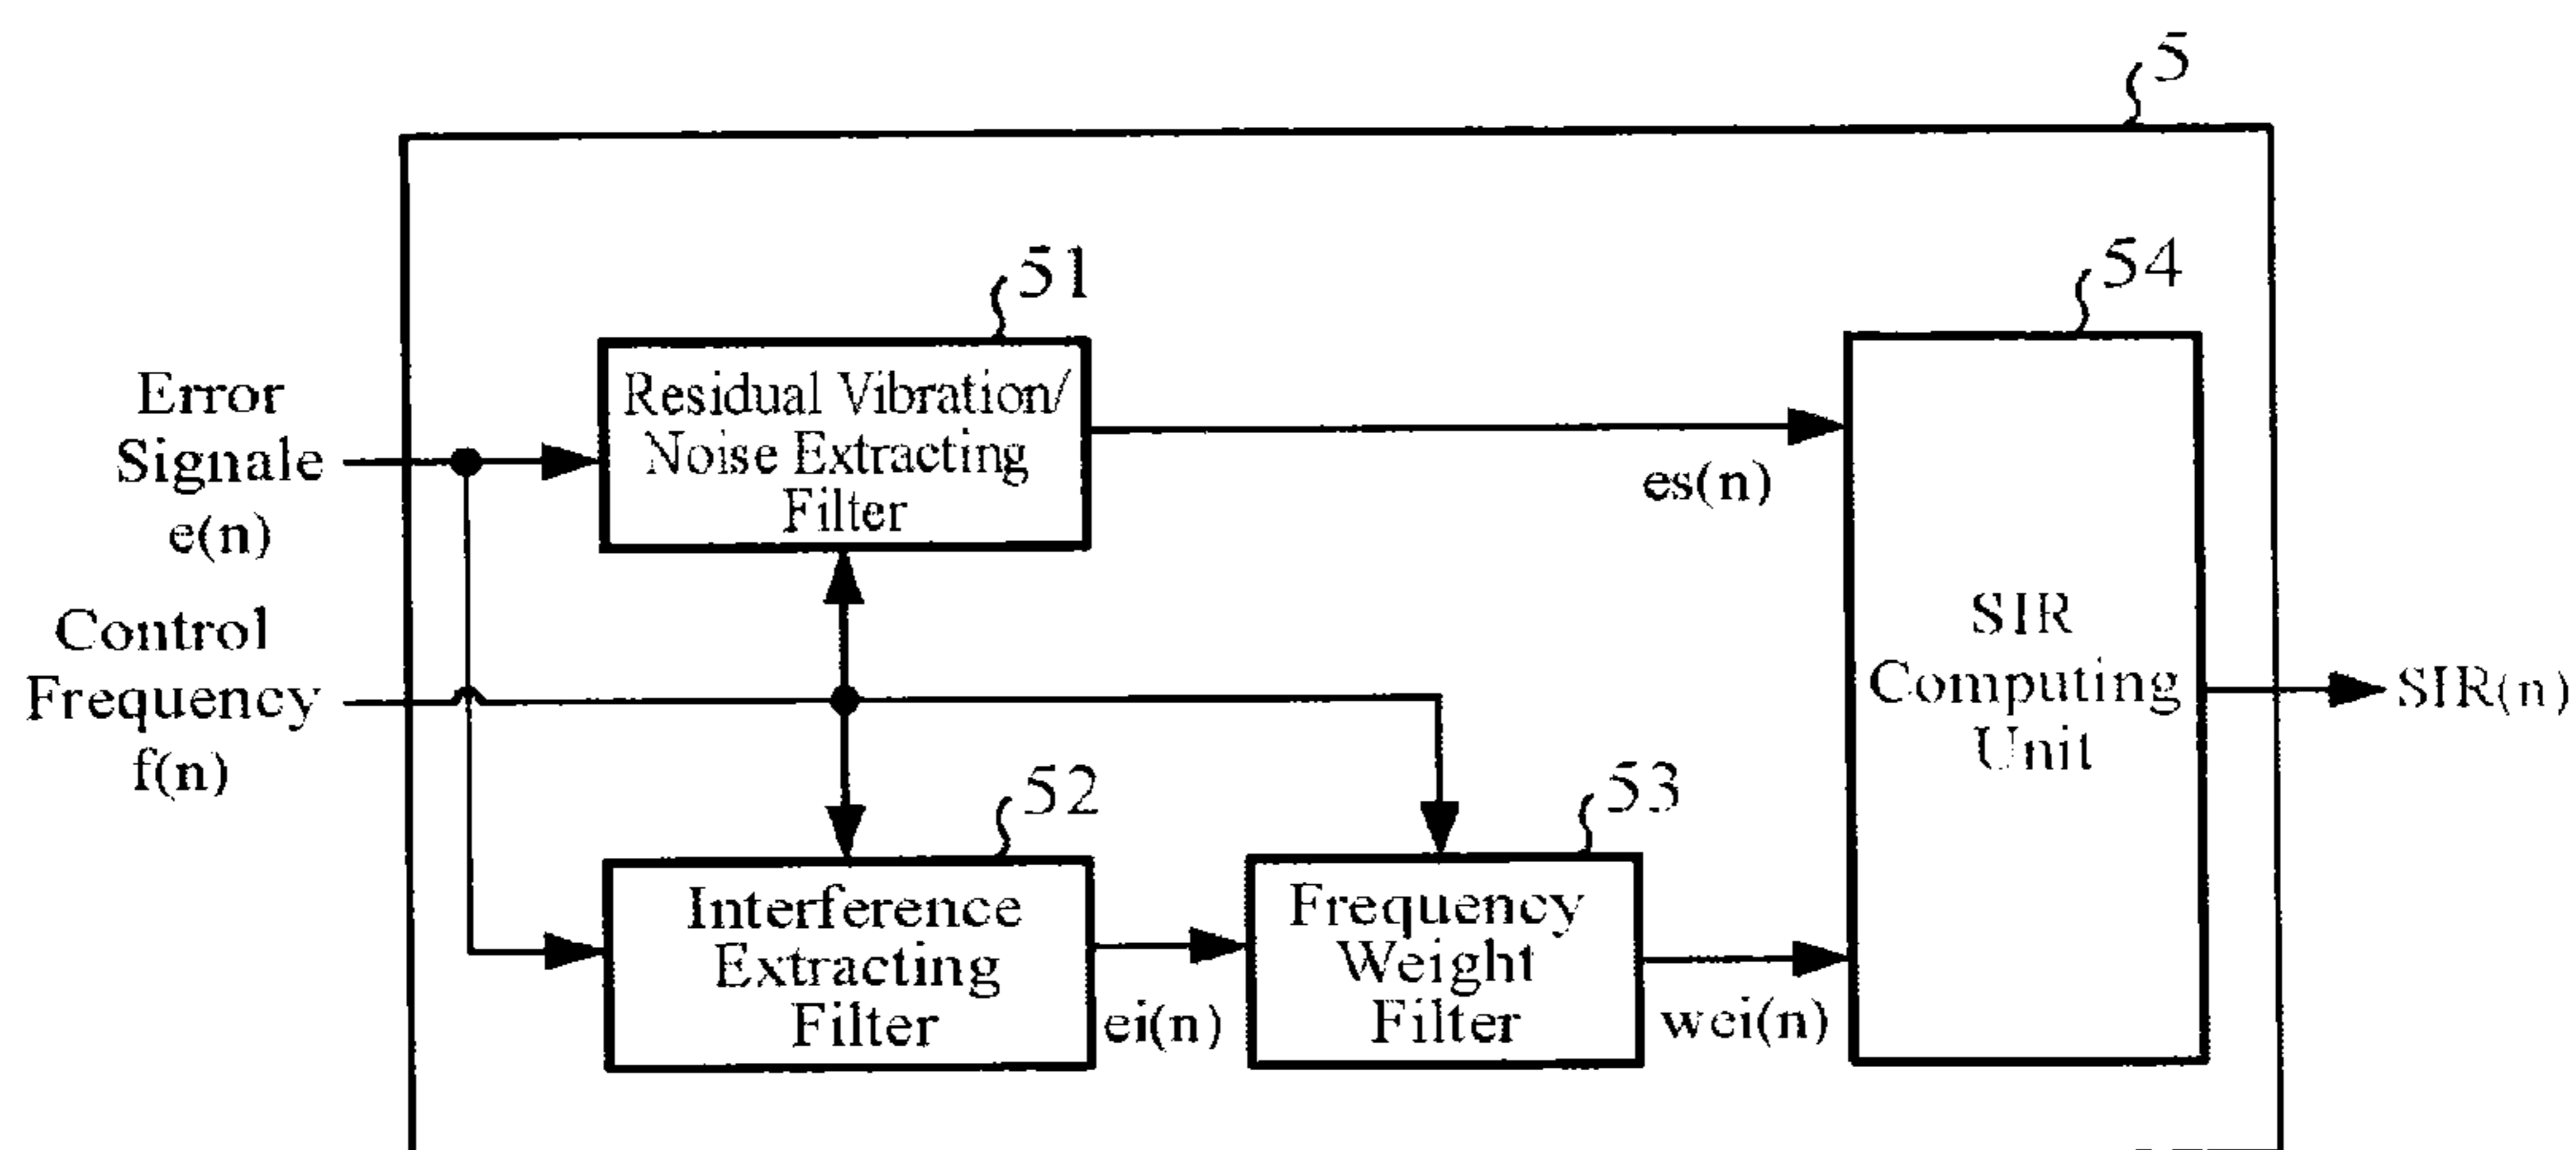 5
51
54
Error
Signale
e(n)
Residual Vibration/
Noise Extracting
Filter
es(n)
Control
Frequency
f(n)
SIR
Computing
Unit
SIR(n)
52
53
Interference
Extracting
Filter
ei(n)
Frequency
Weight
Filter
wei(n)